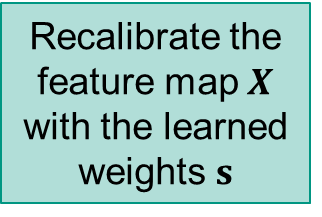 Recalibrate the
feature map X
with the learned
weights s